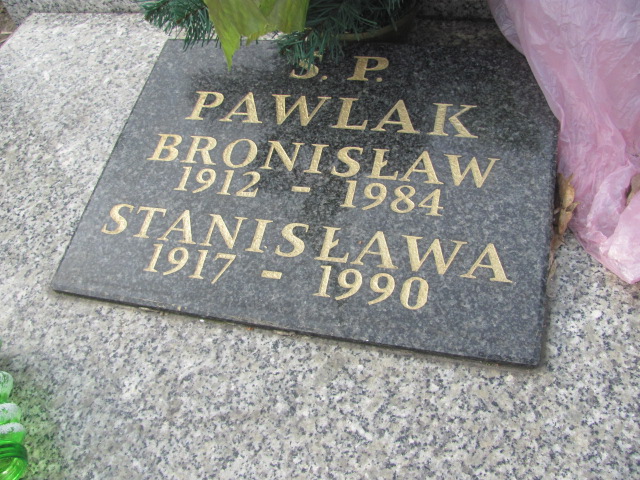 Ś. P.
PAWLAK
BRONISŁAW
1912 - 1984
STANISŁAWA
1917 - 1990